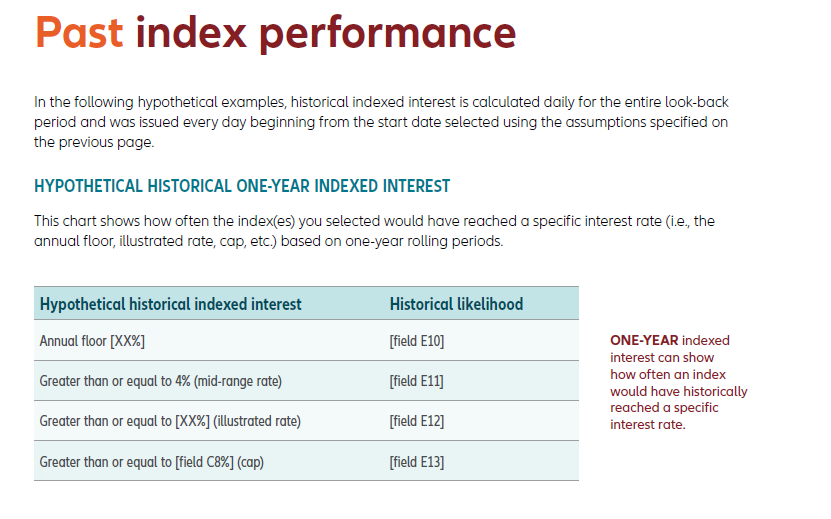 Past index performance
In the following hypothetical examples, historical indexed interest is calculated daily for the entire look-back
period and was issued every day beginning from the start date selected using the assumptions specified on
the previous page.
HYPOTHETICAL HISTORICAL ONE-YEAR INDEXED INTEREST
This chart shows how often the index(es) you selected would have reached a specific interest rate (i.e., the
annual floor, illustrated rate, cap, etc.) based on one-year rolling periods.
Hypothetical historical indexed interest Historical likelihood
Annual floor [XX%] [field E10]
Greater than or equal to 4% (mid-range rate) [field E11]
Greater than or equal to [XX%] (illustrated rate) [field E12]
Greater than or equal to [field C8%] (cap) [field E13]
ONE-YEAR indexed
interest can show
how often an index
would have historically
reached a specific
interest rate.